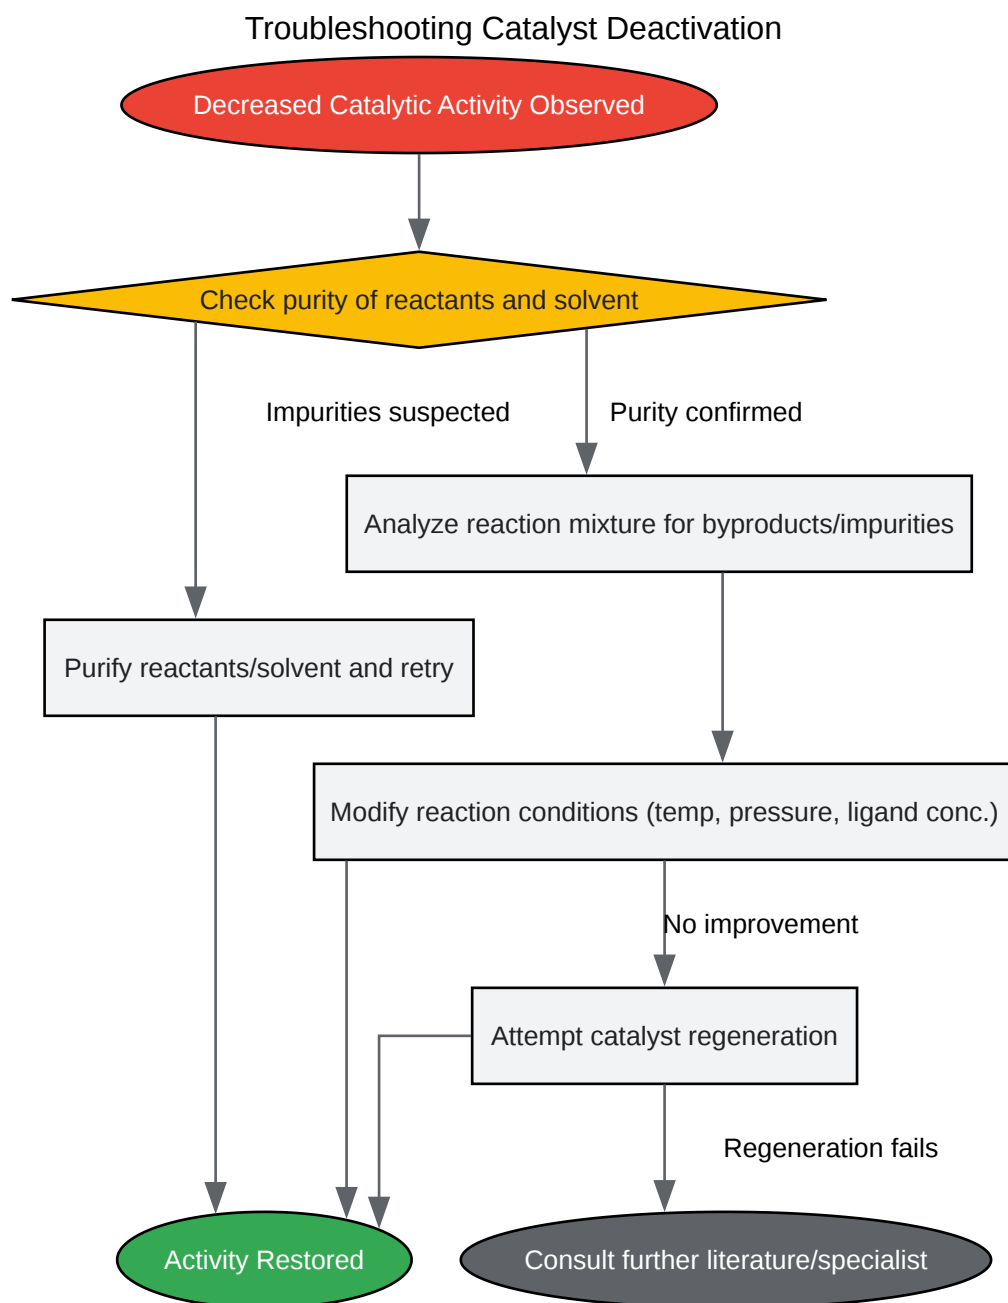 Troubleshooting Catalyst Deactivation
Decreased Catalytic Activity Observed
Check purity of reactants and solvent
Impurities suspected
Purity confirmed
Analyze reaction mixture for byproducts/impurities
Purify reactants/solvent and retry
Modify reaction conditions (temp, pressure, ligand conc.)
No improvement
Attempt catalyst regeneration
Regeneration fails
Activity Restored
Consult further literature/specialist